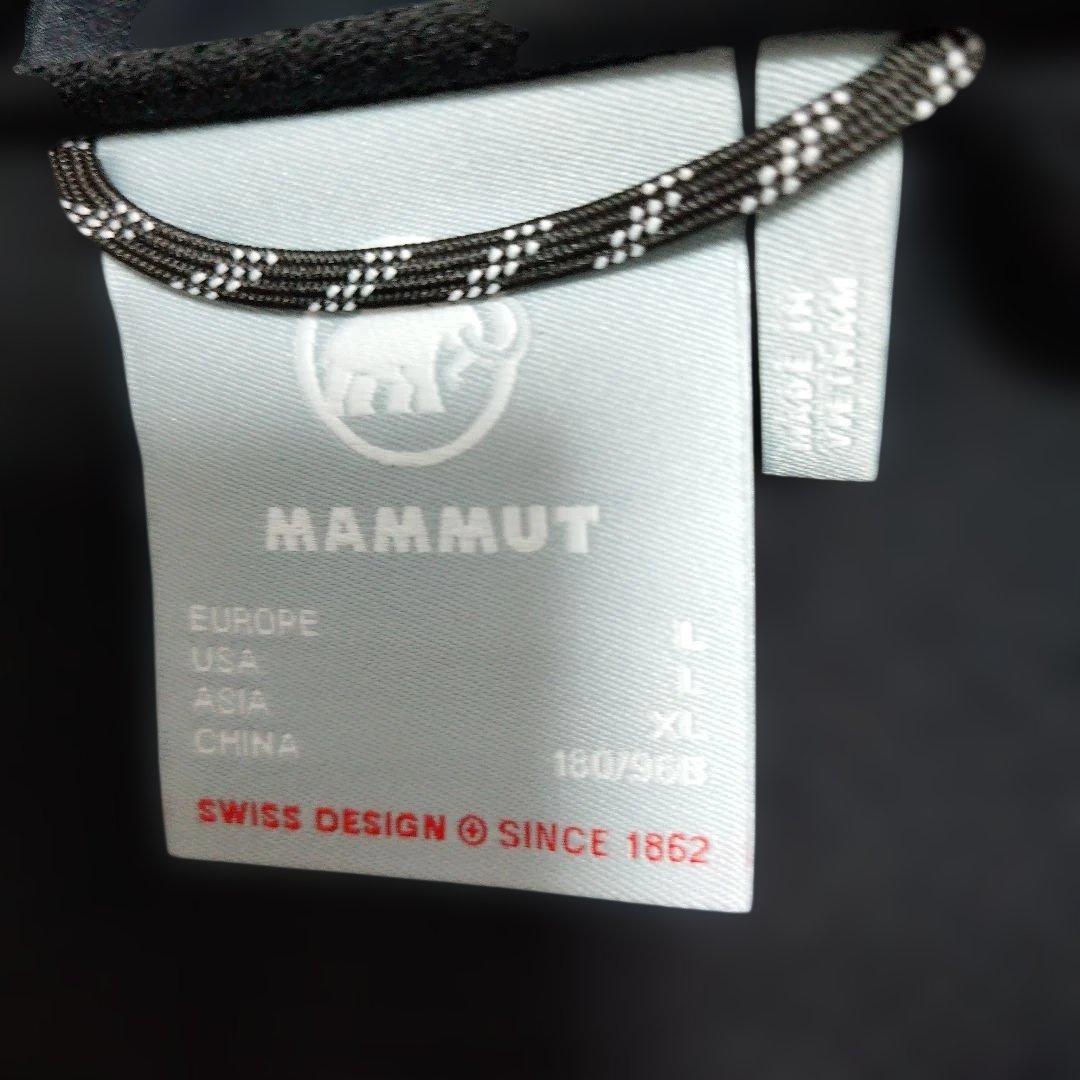 MAMMUT
EUROPE L
USA L
ASIA XL
CHINA 180/96B
SWISS DESIGN SINCE 1862
MADE IN
VIETNAM